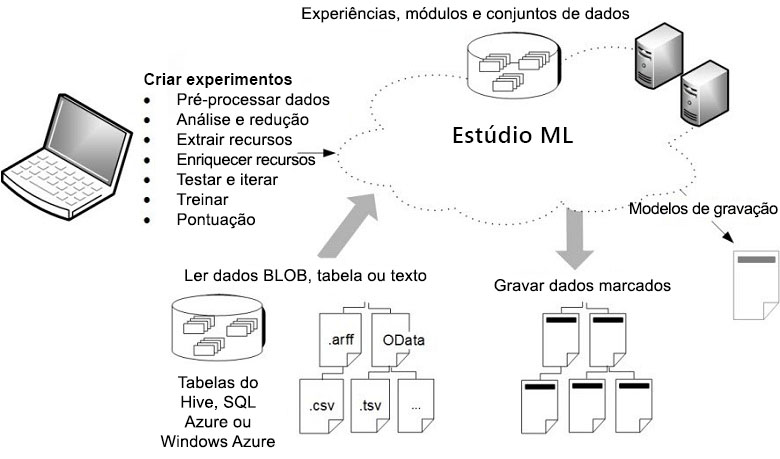 Experiências, módulos e conjuntos de dados
Criar experimentos
• Pré-processar dados
• Análise e redução
• Extrair recursos
• Enriquecer recursos
• Testar e iterar
• Treinar
• Pontuação
Estúdio ML
Modelos de gravação
Ler dados BLOB, tabela ou texto
Gravar dados marcados
.arff
OData
.csv
.tsv
...
Tabelas do
Hive, SQL
Azure ou
Windows Azure